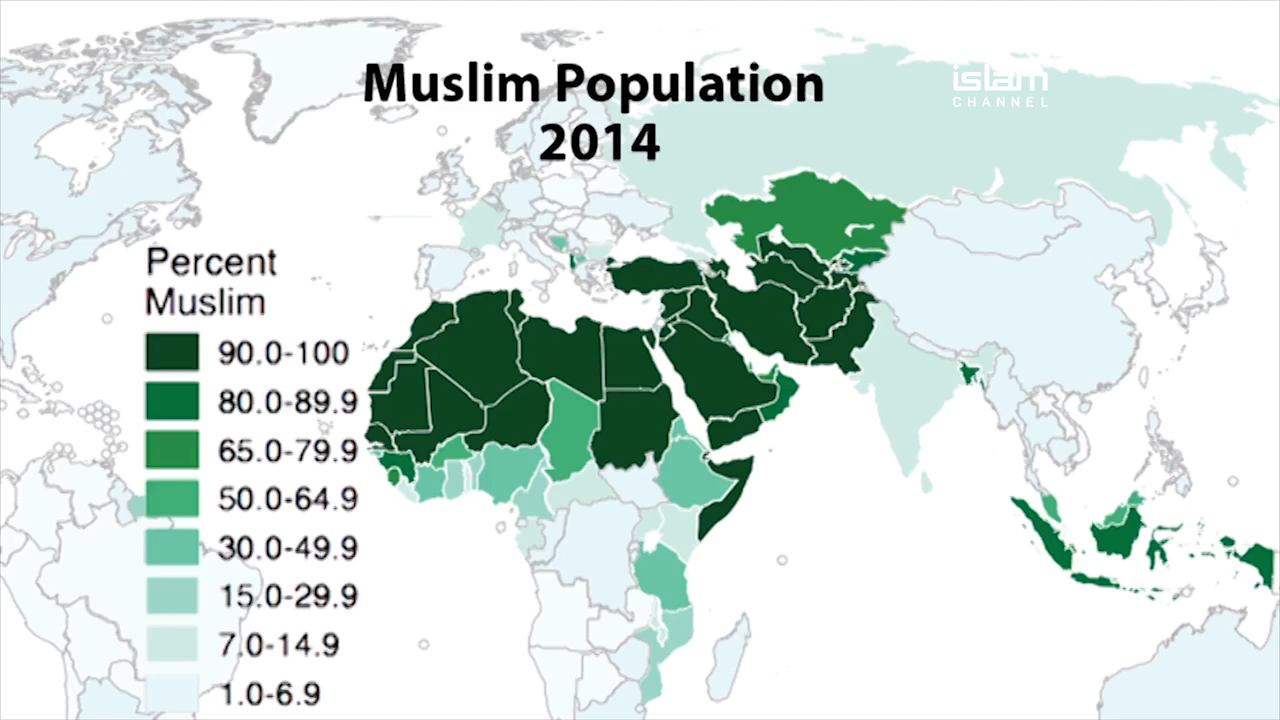 Muslim Population
2014
islam
CHANNEL
Percent
Muslim
90.0-100
80.0-89.9
65.0-79.9
50.0-64.9
30.0-49.9
15.0-29.9
7.0-14.9
1.0-6.9